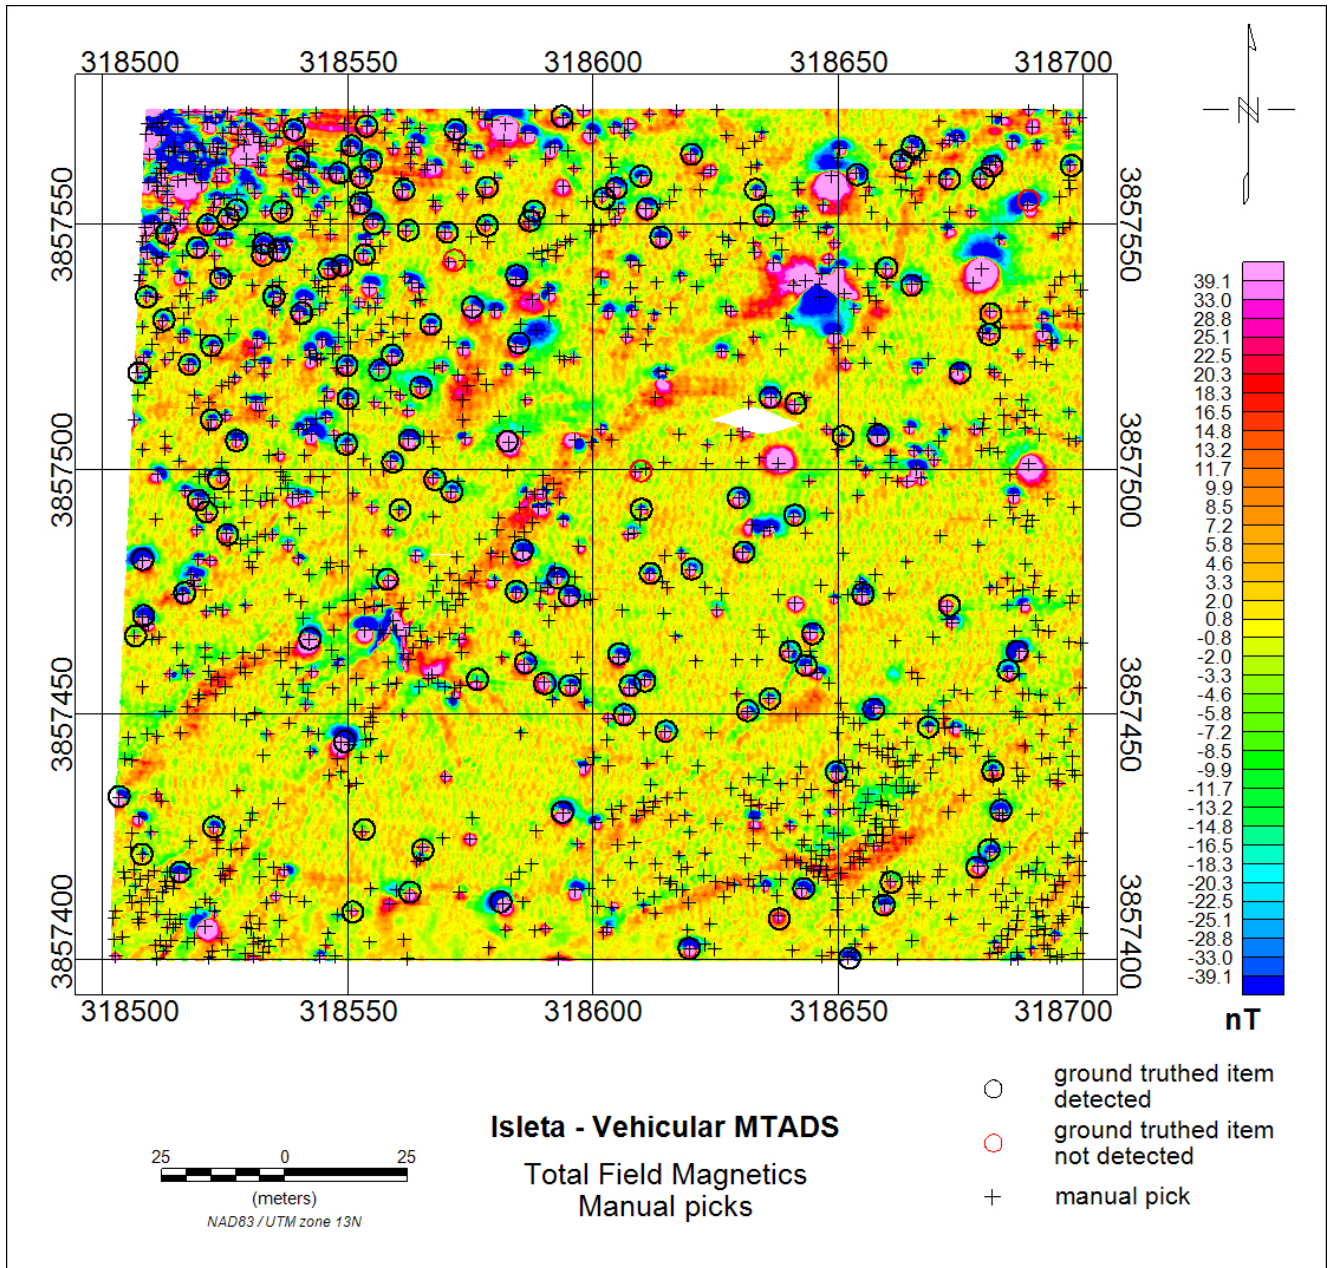 318500 318550 318600 318650 318700
N
3857550 3857550
3857500 3857500
3857450 3857450
3857400 3857400
318500 318550 318600 318650 318700
39.1
33.0
28.8
25.1
22.5
20.3
18.3
16.5
14.8
13.2
11.7
9.9
8.5
7.2
5.8
4.6
3.3
2.0
0.8
-0.8
-2.0
-3.3
-4.6
-5.8
-7.2
-8.5
-9.9
-11.7
-13.2
-14.8
-16.5
-18.3
-20.3
-22.5
-25.1
-28.8
-33.0
-39.1
nT
ground truthed item
detected
ground truthed item
not detected
manual pick
Isleta - Vehicular MTADS
Total Field Magnetics
Manual picks
25 0 25
(meters)
NAD83 / UTM zone 13N